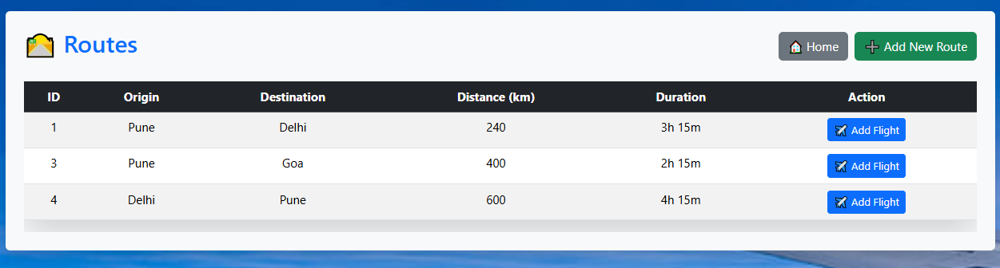 Routes
Home
Add New Route
ID Origin Destination Distance (km) Duration Action
1 Pune Delhi 240 3h 15m Add Flight
3 Pune Goa 400 2h 15m Add Flight
4 Delhi Pune 600 4h 15m Add Flight